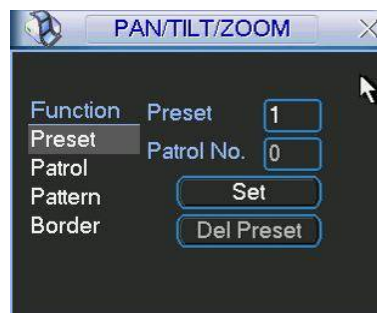 PAN/TILT/ZOOM
Function
Preset
Patrol
Pattern
Border
Preset 1
Patrol No. 0
Set
Del Preset